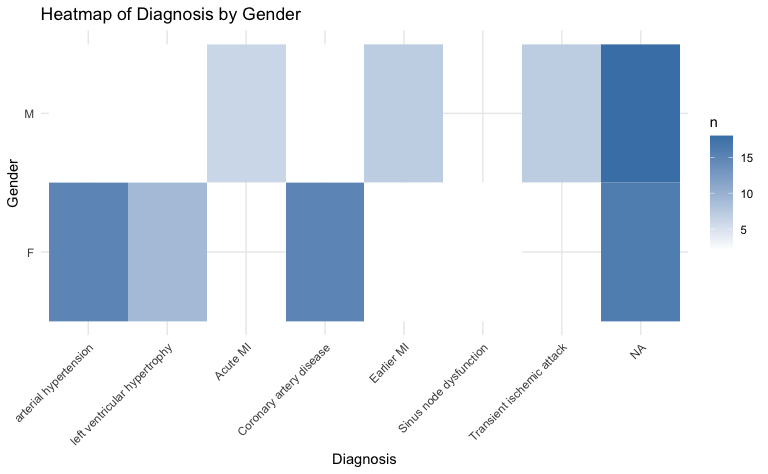 Heatmap of Diagnosis by Gender
Gender
M
F
n
15
10
5
arterial hypertension
left ventricular hypertrophy
Acute MI
Coronary artery disease
Earlier MI
Sinus node dysfunction
Transient ischemic attack
NA
Diagnosis